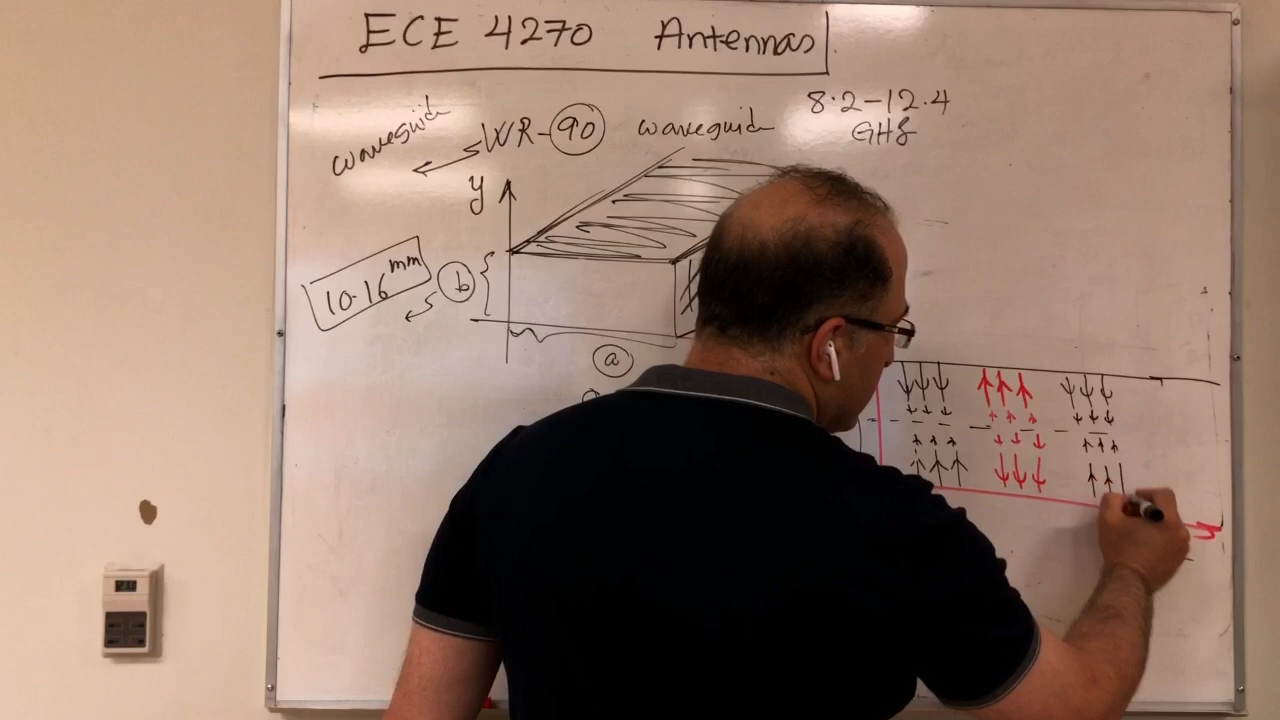 ECE 4270 Antennas
8.2-12.4
GHz
waveguide
WR-90 waveguide
y
10.16 mm
b
a